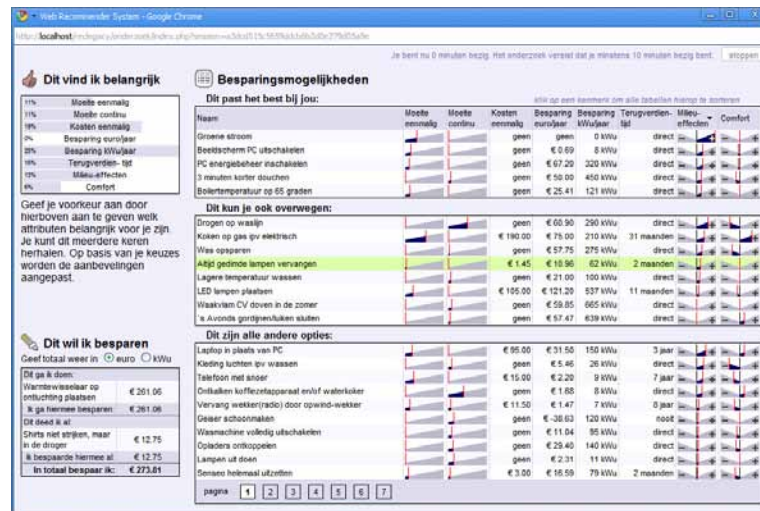 Web Recommender System - Google Chrome
Je bent nu 0 minuten bezig. Het onderzoek vereist dat je minstens 10 minuten bezig bent. stoppen
Dit vind ik belangrijk
11% Moeite eenmalig
11% Moeite continu
19% Kosten eenmalig
0% Besparing euro/jaar
Besparing kWu/jaar
Terugverdien- tijd
Milieu-effecten
6% Comfort
Geef je voorkeur aan door
hierboven aan te geven welk
attributen belangrijk voor je zijn.
Je kunt dit meerdere keren
herhalen. Op basis van je keuzes
worden de aanbevelingen
aangepast.
Dit wil ik besparen
Geef totaal weer in euro kWu
Dit ga ik doen:
Warmtewisselaar op
ontluchting plaatsen € 261.06
Ik ga hiermee besparen: € 261.06
Dit deed ik al:
Shirts niet strijken, maar
in de droger € 12.75
Ik bespaarde hiermee al: € 12.75
In totaal bespaar ik: € 273.81
Besparingsmogelijkheden
Dit past het best bij jou:
klik op een kenmerk om alle tabellen hierop te sorteren
Naam Moeite eenmalig Moeite continu Kosten eenmalig Besparing euro/jaar Besparing kWu/jaar Terugverdien- tijd Milieu- effecten Comfort
Groene stroom geen geen 0 kWu direct
Beeldscherm PC uitschakelen geen € 0.69 8 kWu direct
PC energiebeheer inschakelen geen € 67.20 320 kWu direct
3 minuten korter douchen geen € 50.00 450 kWu direct
Boilertemperatuur op 65 graden geen € 25.41 121 kWu direct
Dit kun je ook overwegen:
Drogen op waslijn geen € 60.90 290 kWu direct
Koken op gas ipv elektrisch € 190.00 € 75.00 210 kWu 31 maanden
Was opsparen geen € 57.75 275 kWu direct
Altijd gedimde lampen vervangen € 1.45 € 10.96 62 kWu 2 maanden
Lagere temperatuur wassen geen € 21.00 100 kWu direct
LED lampen plaatsen € 105.00 € 121.20 537 kWu 11 maanden
Waakvlam CV doven in de zomer geen € 59.85 665 kWu direct
's Avonds gordijnen/luiken sluiten geen € 57.47 639 kWu direct
Dit zijn alle andere opties:
Laptop in plaats van PC € 95.00 € 31.50 150 kWu 3 jaar
Kleding luchten ipv wassen geen € 5.46 26 kWu direct
Telefoon met snoer € 15.00 € 2.20 9 kWu 7 jaar
Ontkalken koffiezetapparaat en/of waterkoker geen € 1.68 8 kWu direct
Vervang wekker(radio) door opwind-wekker € 11.50 € 1.47 7 kWu 8 jaar
Geiser schoonmaken geen € -38.63 120 kWu nooit
Wasmachine volledig uitschakelen geen € 11.04 95 kWu direct
Opladers ontkoppelen geen € 29.40 140 kWu direct
Lampen uit doen geen € 2.31 11 kWu direct
Senseo helemaal uitzetten € 3.00 € 16.59 79 kWu 2 maanden
pagina 1 2 3 4 5 6 7